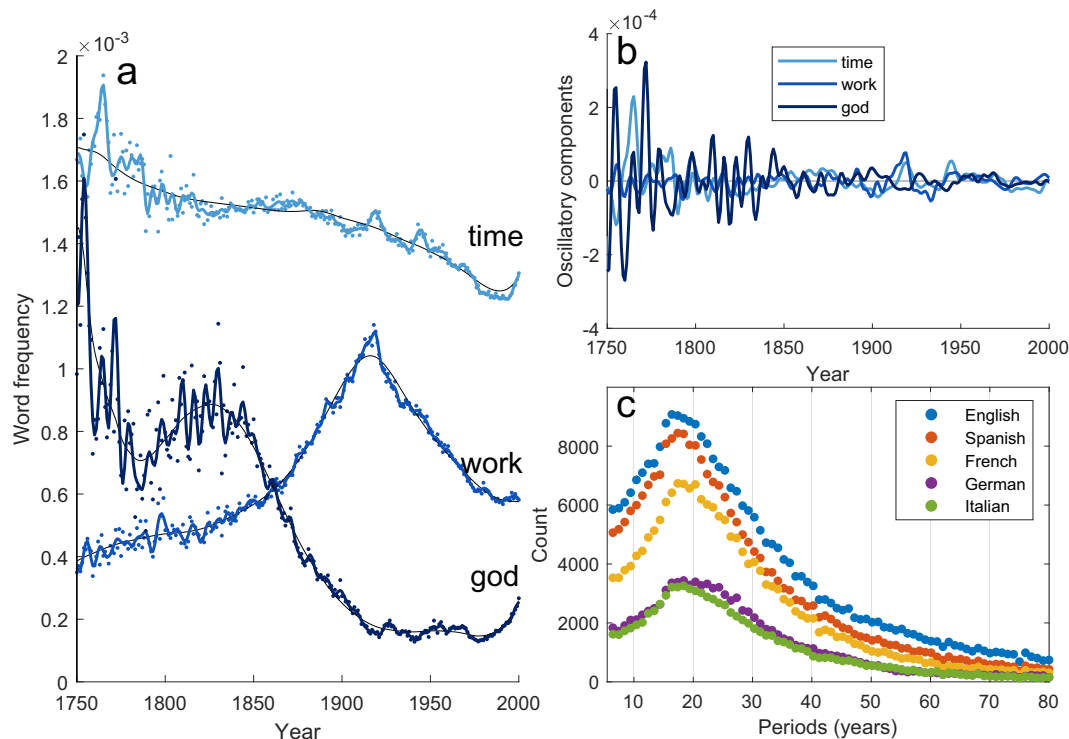 a
× 10⁻³
2
1.8
1.6
1.4
1.2
1
0.8
0.6
0.4
0.2
0
Word frequency
time
work
god
1750
1800
1850
1900
1950
2000
Year
b
× 10⁻⁴
4
2
0
-2
-4
Oscillatory components
time
work
god
1750
1800
1850
1900
1950
2000
Year
c
8000
6000
4000
2000
0
Count
English
Spanish
French
German
Italian
10
20
30
40
50
60
70
80
Periods (years)